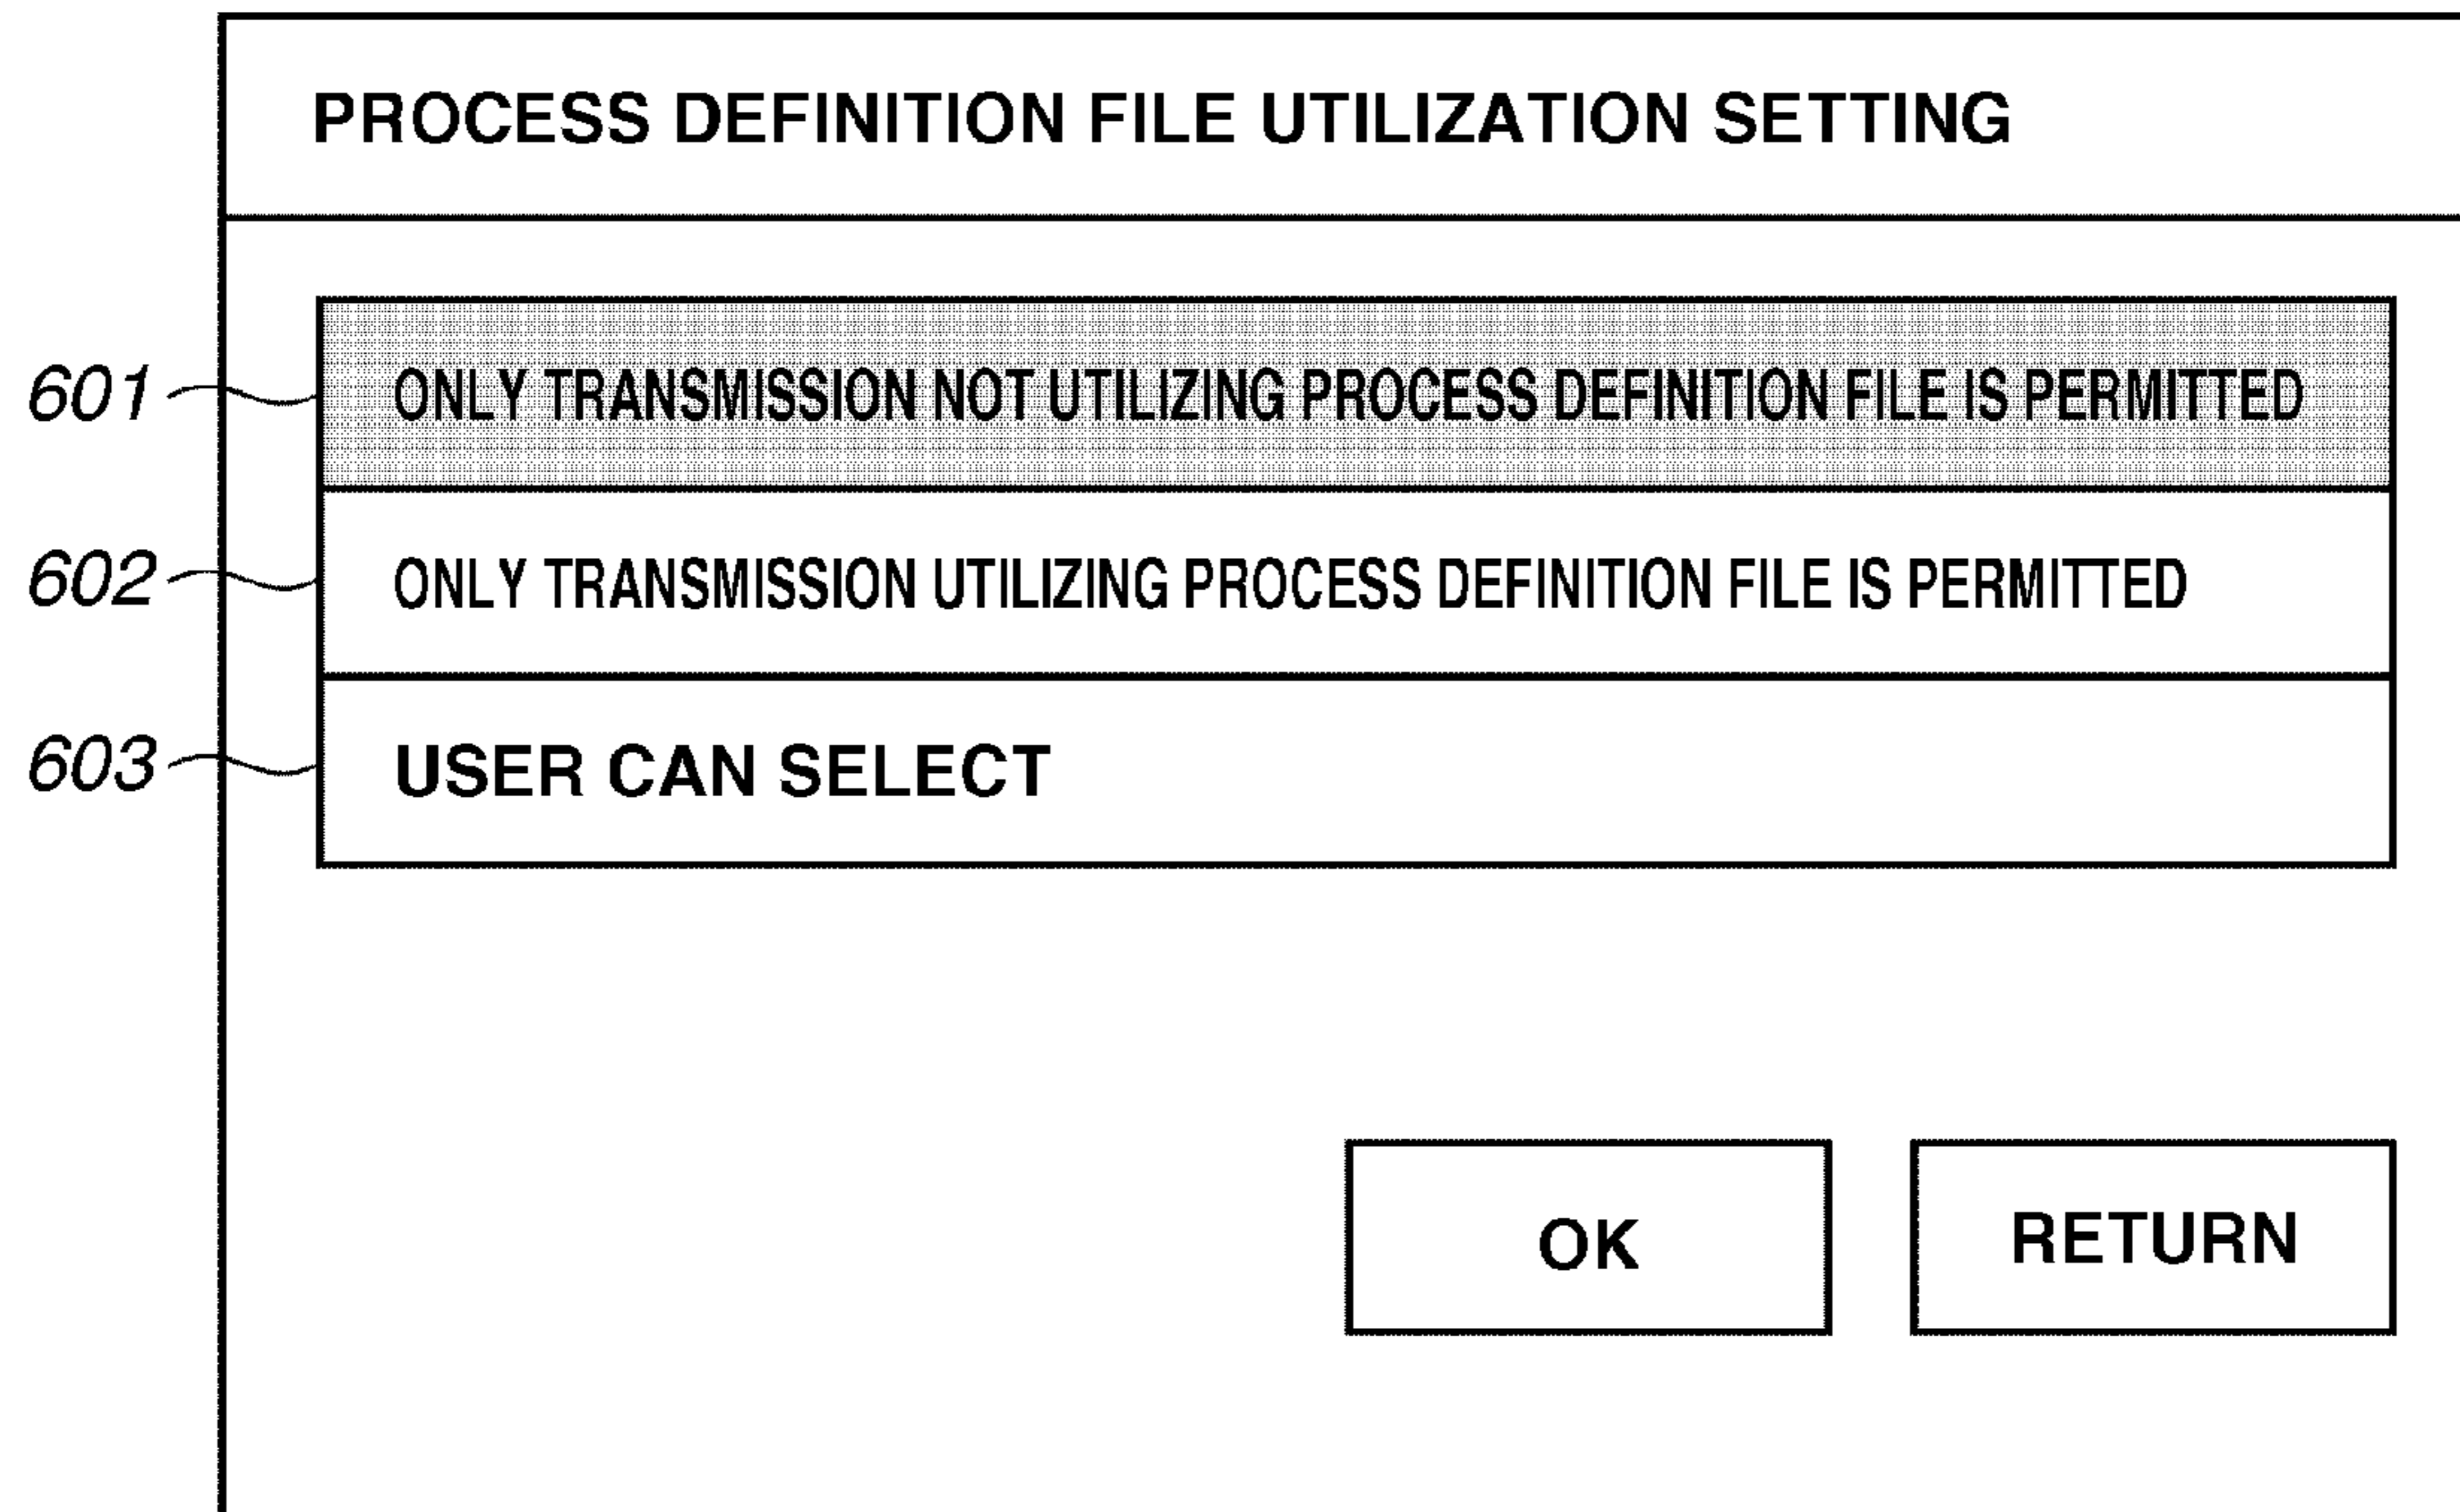 PROCESS DEFINITION FILE UTILIZATION SETTING
601 ONLY TRANSMISSION NOT UTILIZING PROCESS DEFINITION FILE IS PERMITTED
602 ONLY TRANSMISSION UTILIZING PROCESS DEFINITION FILE IS PERMITTED
603 USER CAN SELECT
OK RETURN